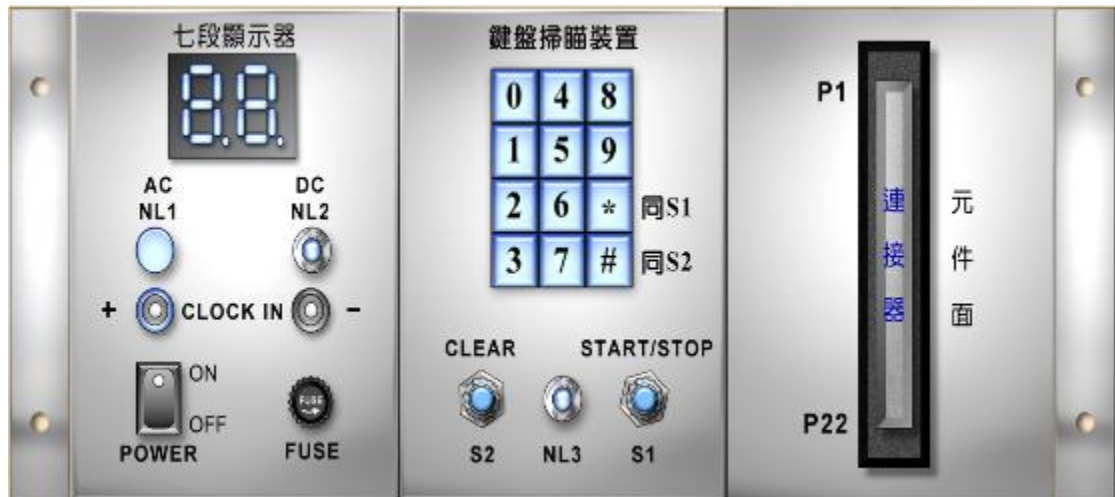 七段顯示器
8.8.
AC
NL1
DC
NL2
+ CLOCK IN −
ON
OFF
POWER
FUSE
FUSE
鍵盤掃瞄裝置
0 4 8
1 5 9
2 6 * 同S1
3 7 # 同S2
CLEAR
START/STOP
S2
NL3
S1
P1
P22
連接器
元件面